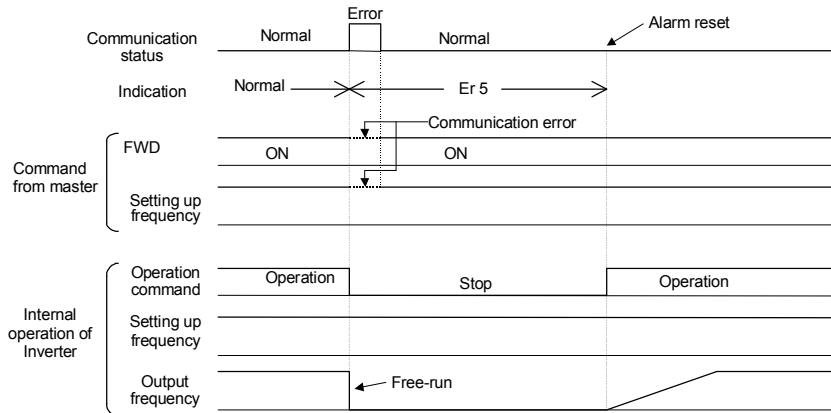 Error
Communication
status
Normal
Normal
Alarm reset
Indication
Normal
Er 5
Communication error
Command
from master
FWD
ON
ON
Setting up
frequency
Internal
operation of
Inverter
Operation
command
Operation
Stop
Operation
Setting up
frequency
Output
frequency
Free-run